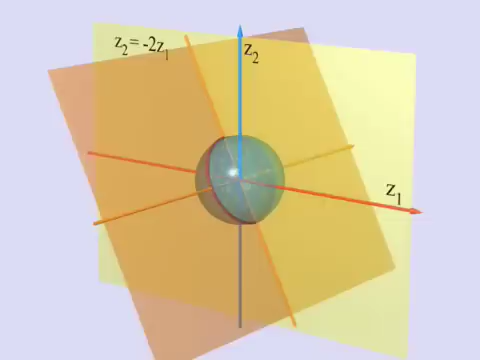 z₂ = -2z₁
z₂
z₁